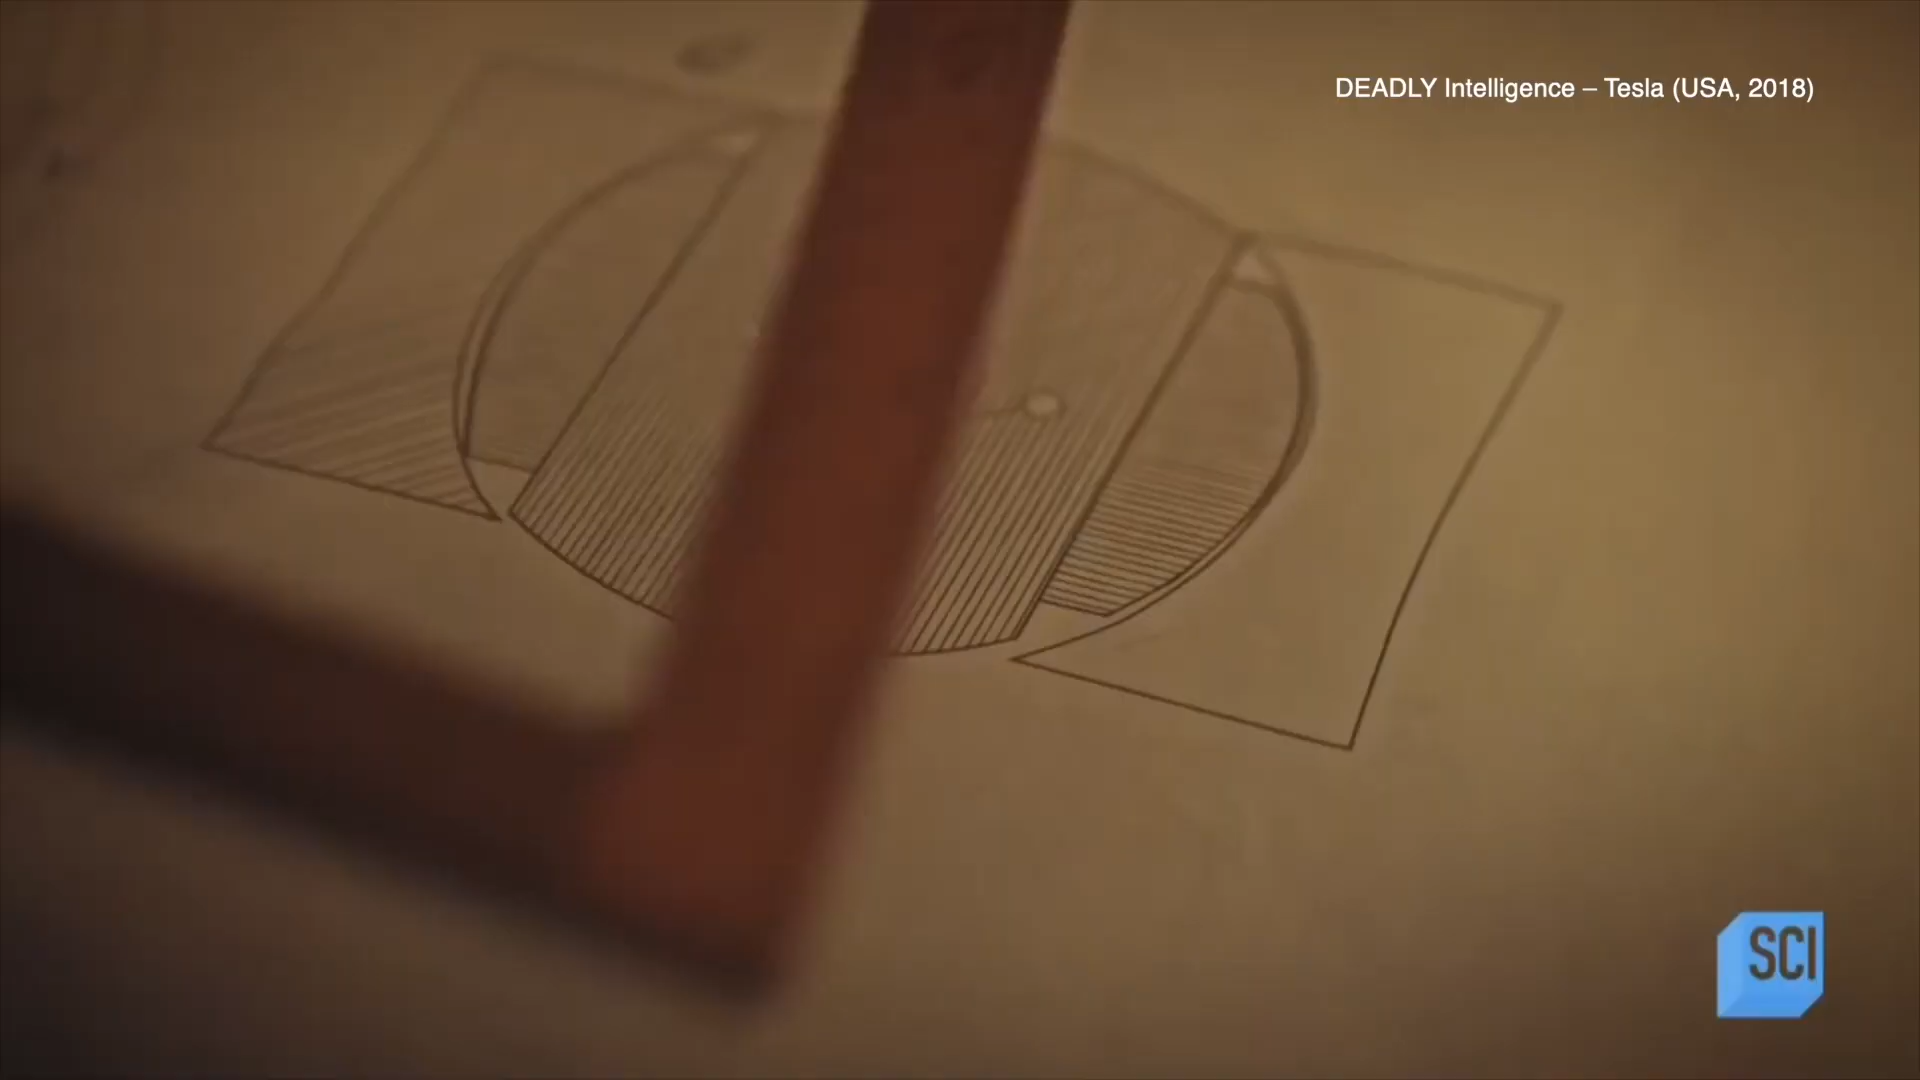 DEADLY Intelligence – Tesla (USA, 2018)
SCI